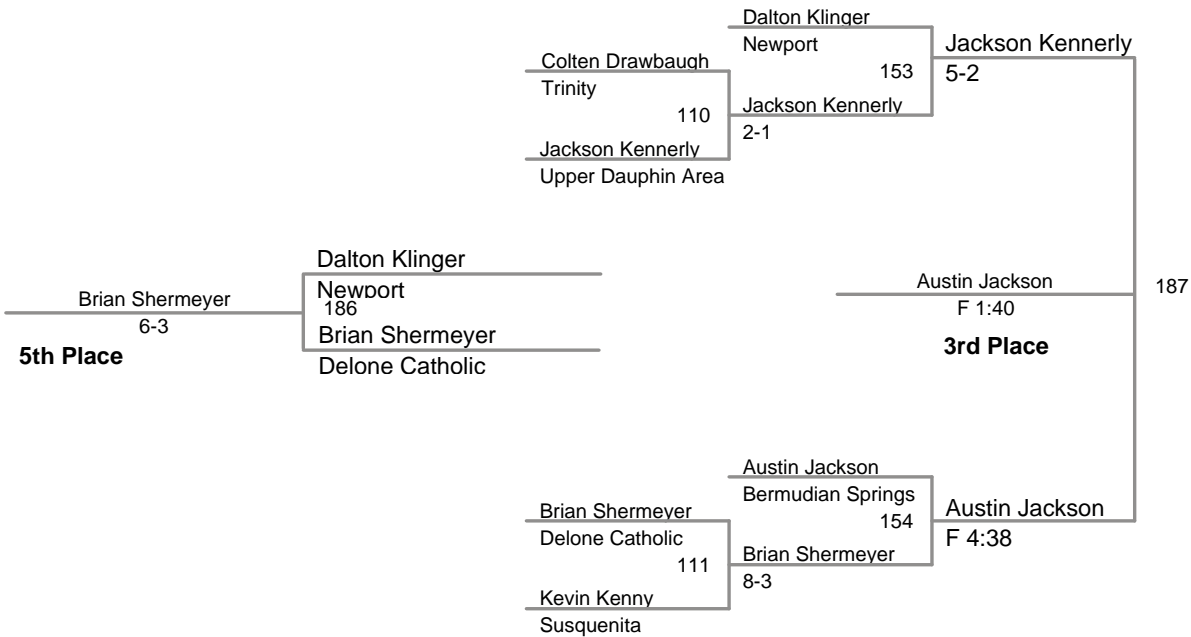 Dalton Klinger
Newport
153
Jackson Kennerly
5-2
Colten Drawbaugh
Trinity
110
Jackson Kennerly
2-1
Jackson Kennerly
Upper Dauphin Area
Dalton Klinger
Newport
186
Brian Shermeyer
Delone Catholic
Brian Shermeyer
6-3
5th Place
Austin Jackson
F 1:40
3rd Place
187
Austin Jackson
Bermudian Springs
154
Austin Jackson
F 4:38
Brian Shermeyer
Delone Catholic
111
Brian Shermeyer
8-3
Kevin Kenny
Susquenita